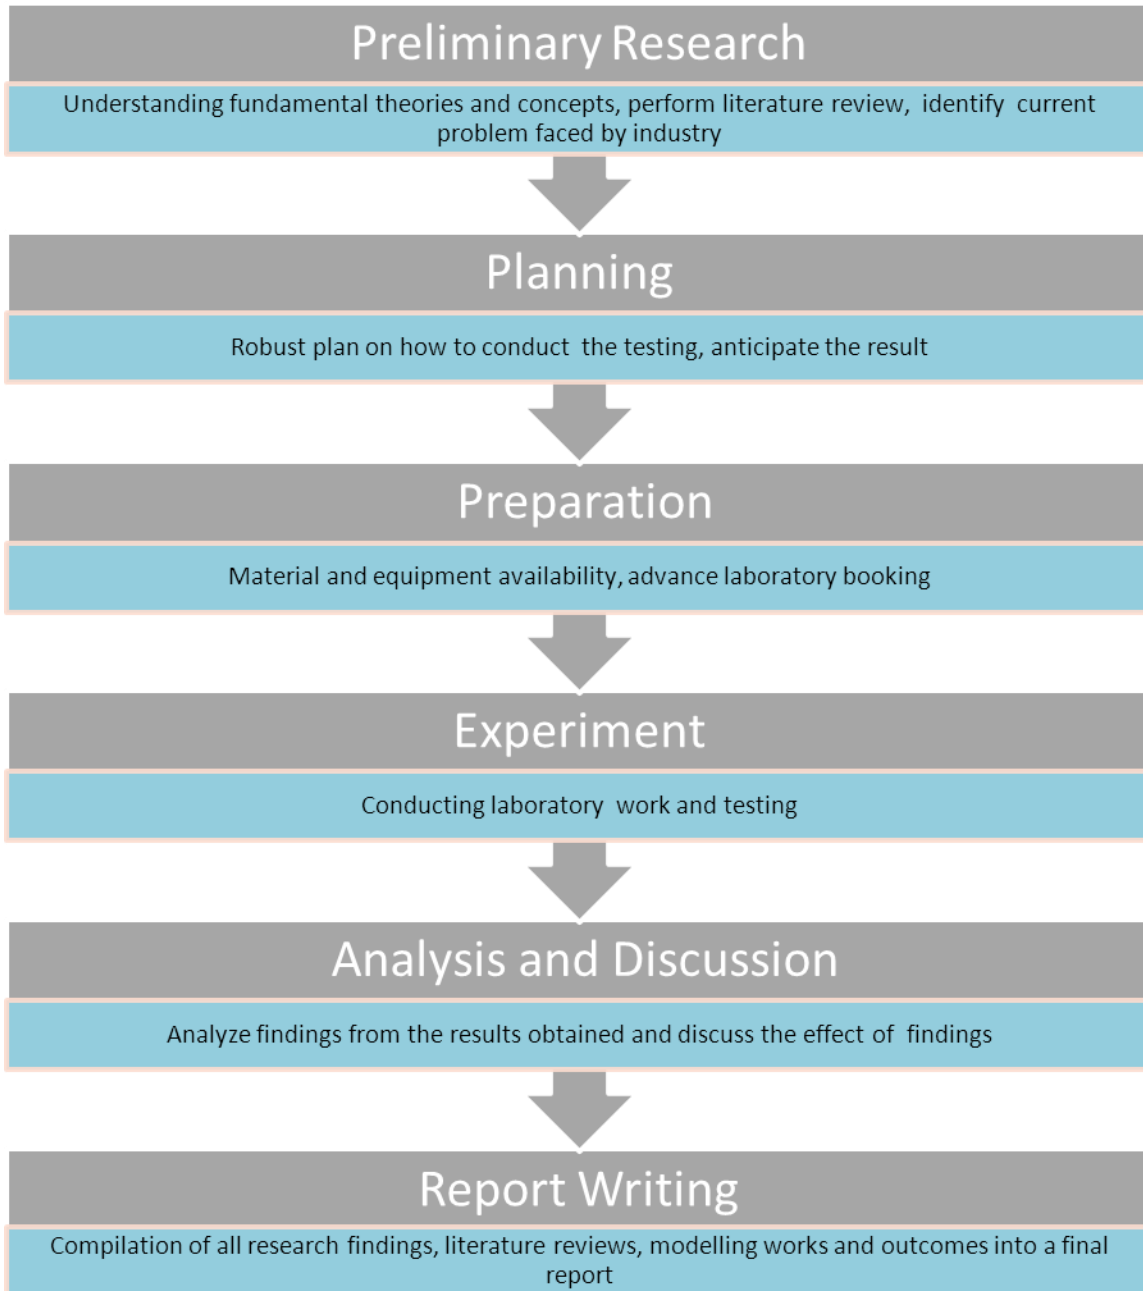 Preliminary Research
Understanding fundamental theories and concepts, perform literature review, identify current
problem faced by industry
Planning
Robust plan on how to conduct the testing, anticipate the result
Preparation
Material and equipment availability, advance laboratory booking
Experiment
Conducting laboratory work and testing
Analysis and Discussion
Analyze findings from the results obtained and discuss the effect of findings
Report Writing
Compilation of all research findings, literature reviews, modelling works and outcomes into a final
report